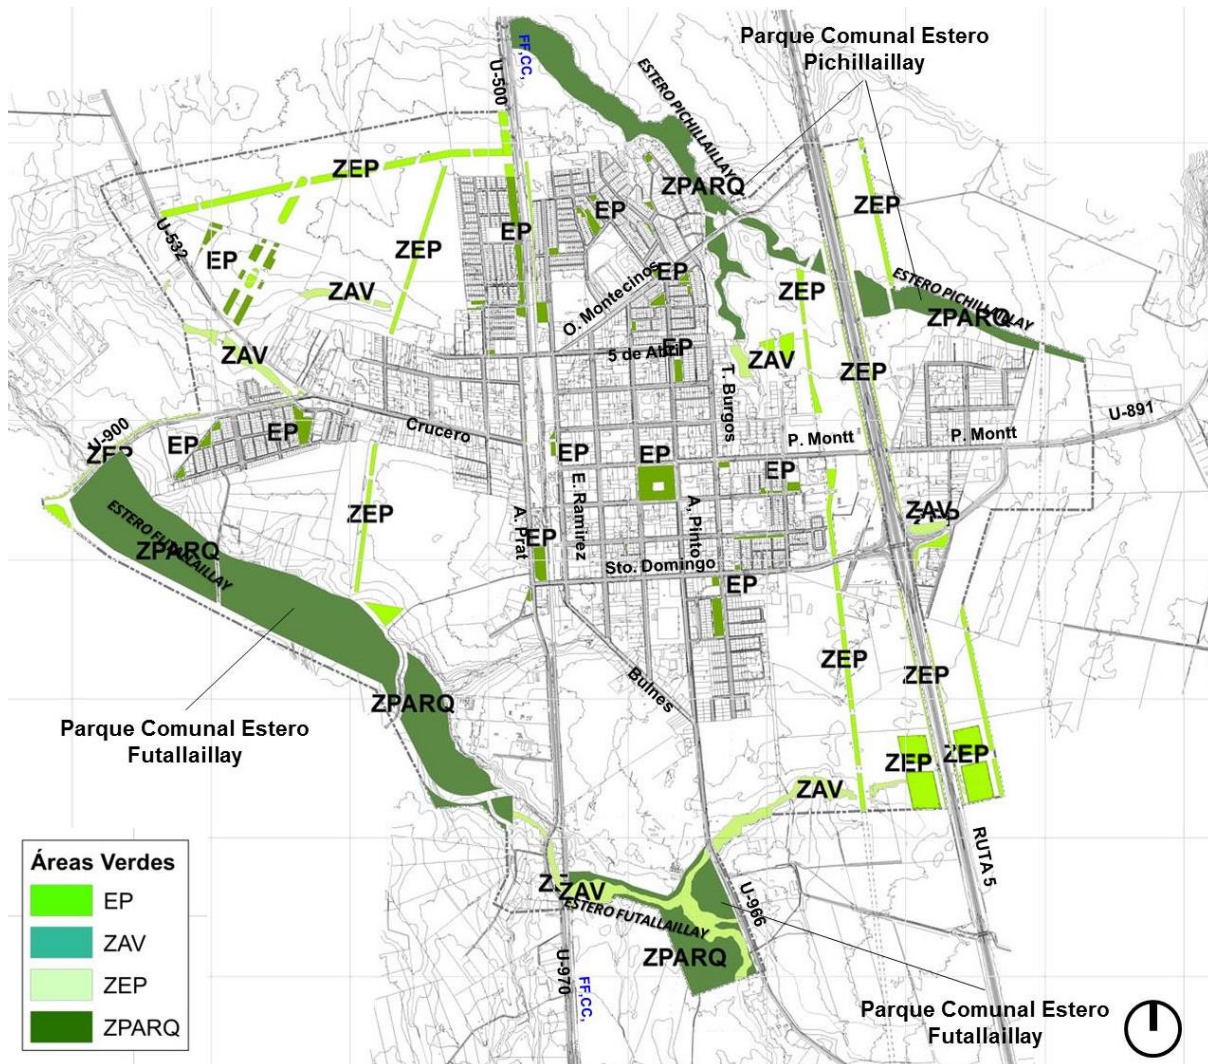 Parque Comunal Estero
Pichillaillay
FF,CC,
U-500
ESTERO PICHILLAILLAY
ZEP
ZPARQ
ZEP
EP
EP
U-532
EP
ZEP
EP
ZEP
ESTERO PICHILLAILLAY
ZAV
O. Montecinos
ZPARQ
ZAV
5 de Abril
EP
ZAV
ZEP
T. Burgos
U-891
U-900
Crucero
P. Montt
P. Montt
EP
EP
EP
EP
EP
ZEP
E. Ramirez
A, Pinto
ZAV
ZEP
ZEP
A. Prat
ESTERO FUTALLAILLAY
ZPARQ
EP
Sto. Domingo
EP
ZEP
ZEP
Bulnes
ZPARQ
Parque Comunal Estero
Futallaillay
ZEP
ZEP
ZAV
RUTA 5
ZAV
U-966
ESTERO FUTALLAILLAY
ZPARQ
U-970
FF,CC,
Parque Comunal Estero
Futallaillay
Áreas Verdes
EP
ZAV
ZEP
ZPARQ